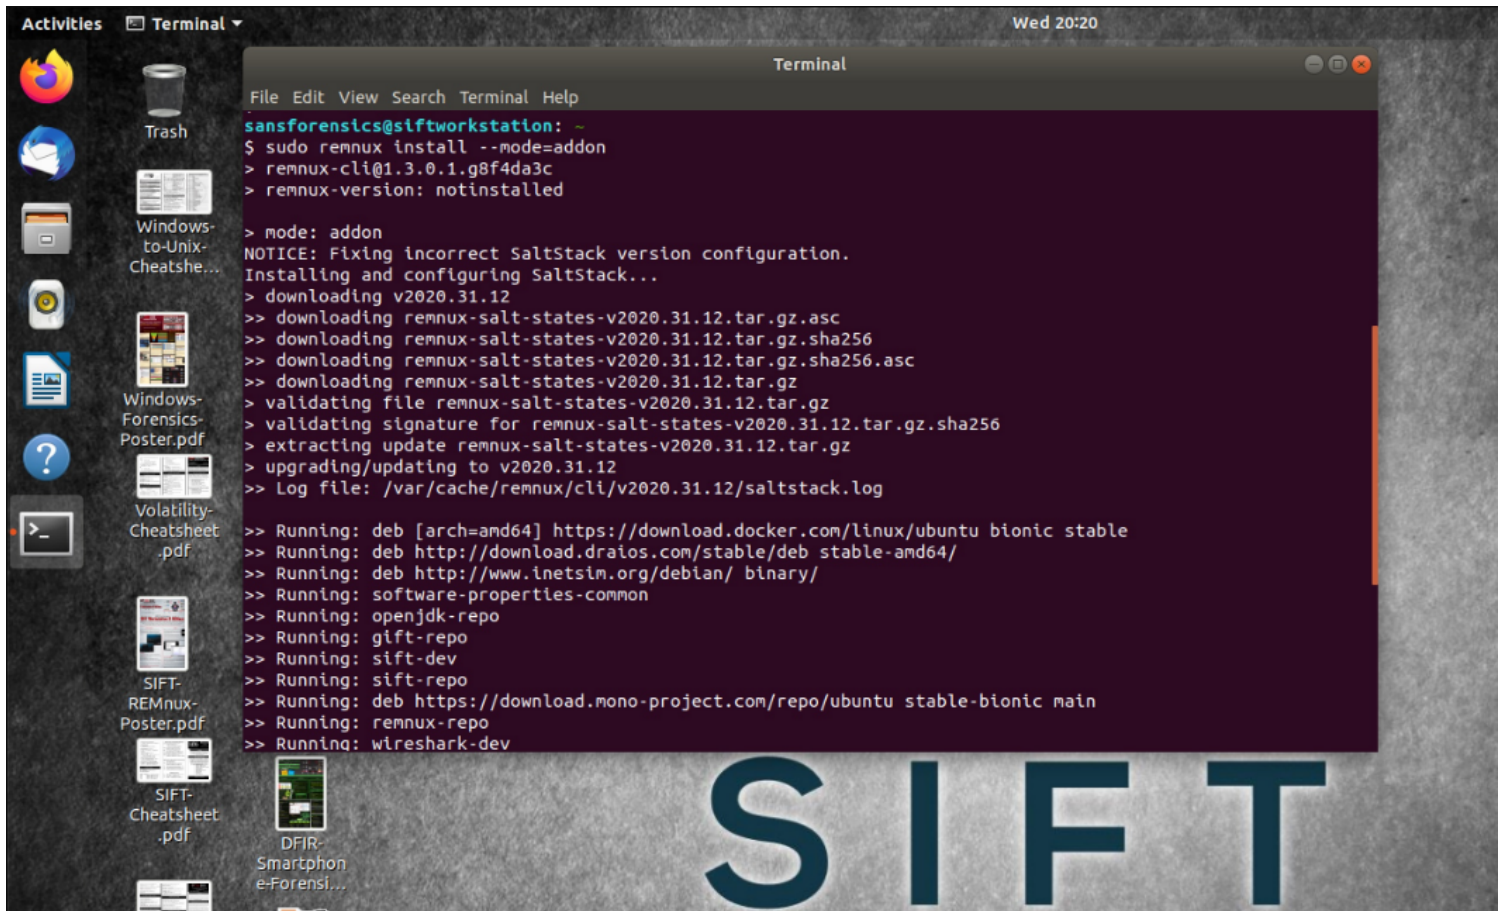 Activities
Terminal
Wed 20:20
Terminal
File Edit View Search Terminal Help
sansforensics@siftworkstation: ~
$ sudo remnux install --mode=addon
> remnux-cli@1.3.0.1.g8f4da3c
> remnux-version: notinstalled
> mode: addon
NOTICE: Fixing incorrect SaltStack version configuration.
Installing and configuring SaltStack...
> downloading v2020.31.12
>> downloading remnux-salt-states-v2020.31.12.tar.gz.asc
>> downloading remnux-salt-states-v2020.31.12.tar.gz.sha256
>> downloading remnux-salt-states-v2020.31.12.tar.gz.sha256.asc
>> downloading remnux-salt-states-v2020.31.12.tar.gz
> validating file remnux-salt-states-v2020.31.12.tar.gz
> validating signature for remnux-salt-states-v2020.31.12.tar.gz.sha256
> extracting update remnux-salt-states-v2020.31.12.tar.gz
> upgrading/updating to v2020.31.12
>> Log file: /var/cache/remnux/cli/v2020.31.12/saltstack.log
>> Running: deb [arch=amd64] https://download.docker.com/linux/ubuntu bionic stable
>> Running: deb http://download.draios.com/stable/deb stable-amd64/
>> Running: deb http://www.inetsim.org/debian/ binary/
>> Running: software-properties-common
>> Running: openjdk-repo
>> Running: gift-repo
>> Running: sift-dev
>> Running: sift-repo
>> Running: deb https://download.mono-project.com/repo/ubuntu stable-bionic main
>> Running: remnux-repo
>> Running: wireshark-dev
Trash
Windows-
to-Unix-
Cheatshe...
Windows-
Forensics-
Poster.pdf
Volatility-
Cheatsheet
.pdf
SIFT-
REMnux-
Poster.pdf
SIFT-
Cheatsheet
.pdf
DFIR-
Smartphon
e-Forensi...
SIFT